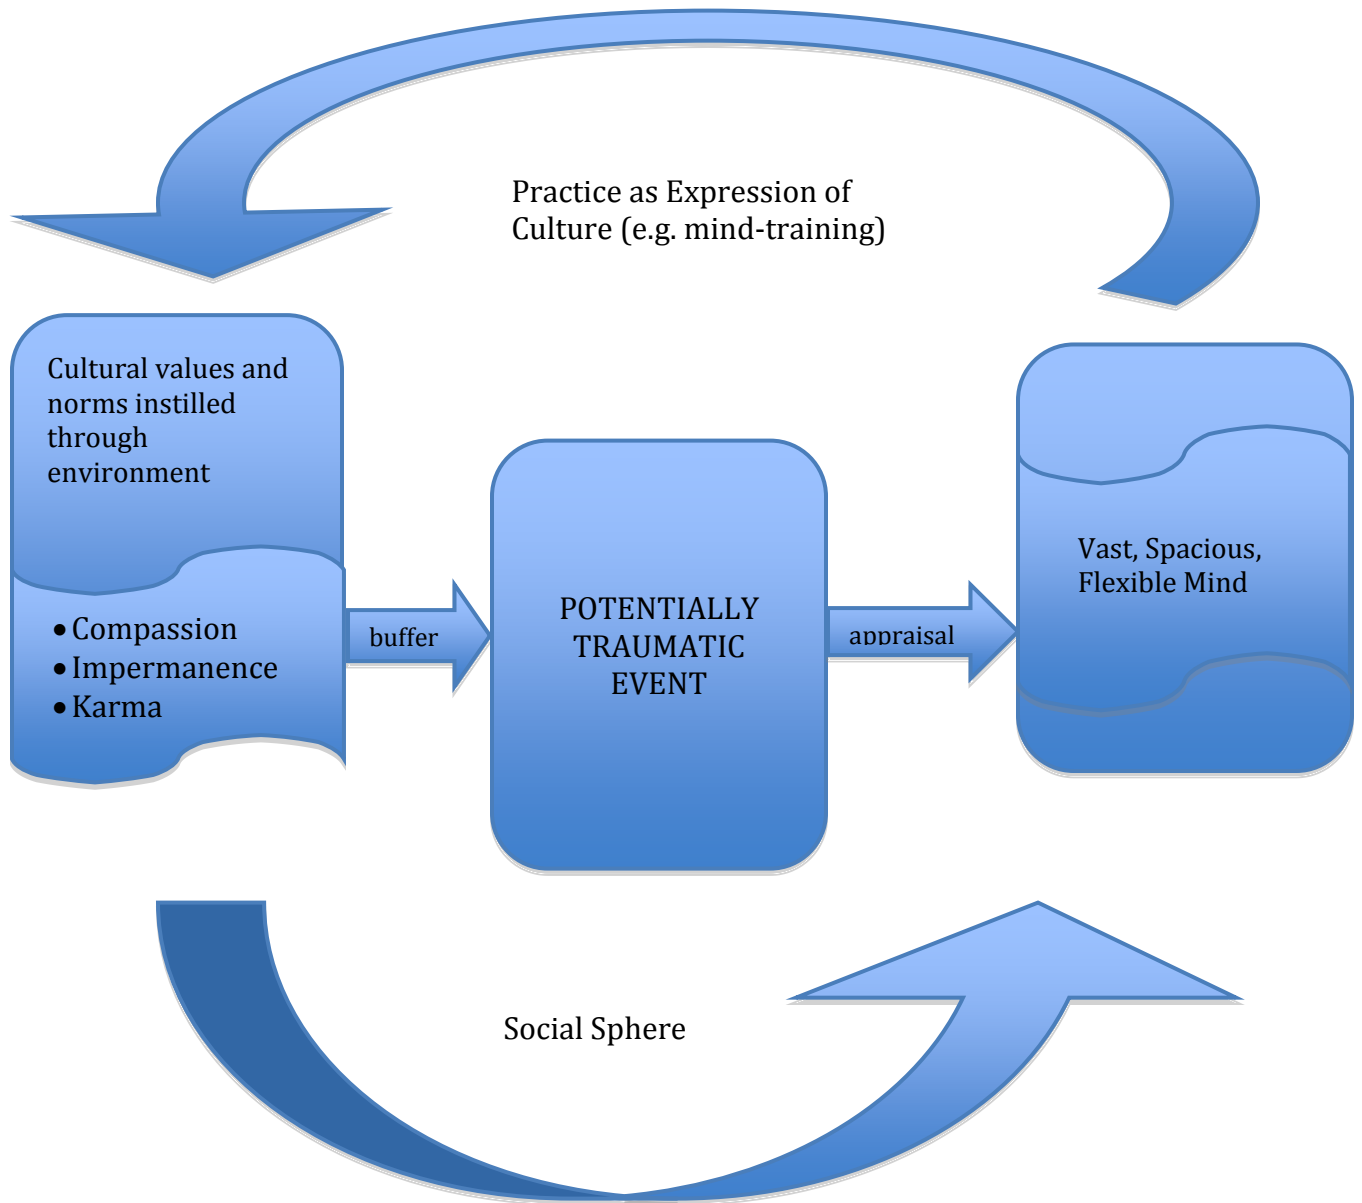 Practice as Expression of
Culture (e.g. mind-training)
Cultural values and
norms instilled
through
environment
• Compassion
• Impermanence
• Karma
buffer
POTENTIALLY
TRAUMATIC
EVENT
appraisal
Vast, Spacious,
Flexible Mind
Social Sphere